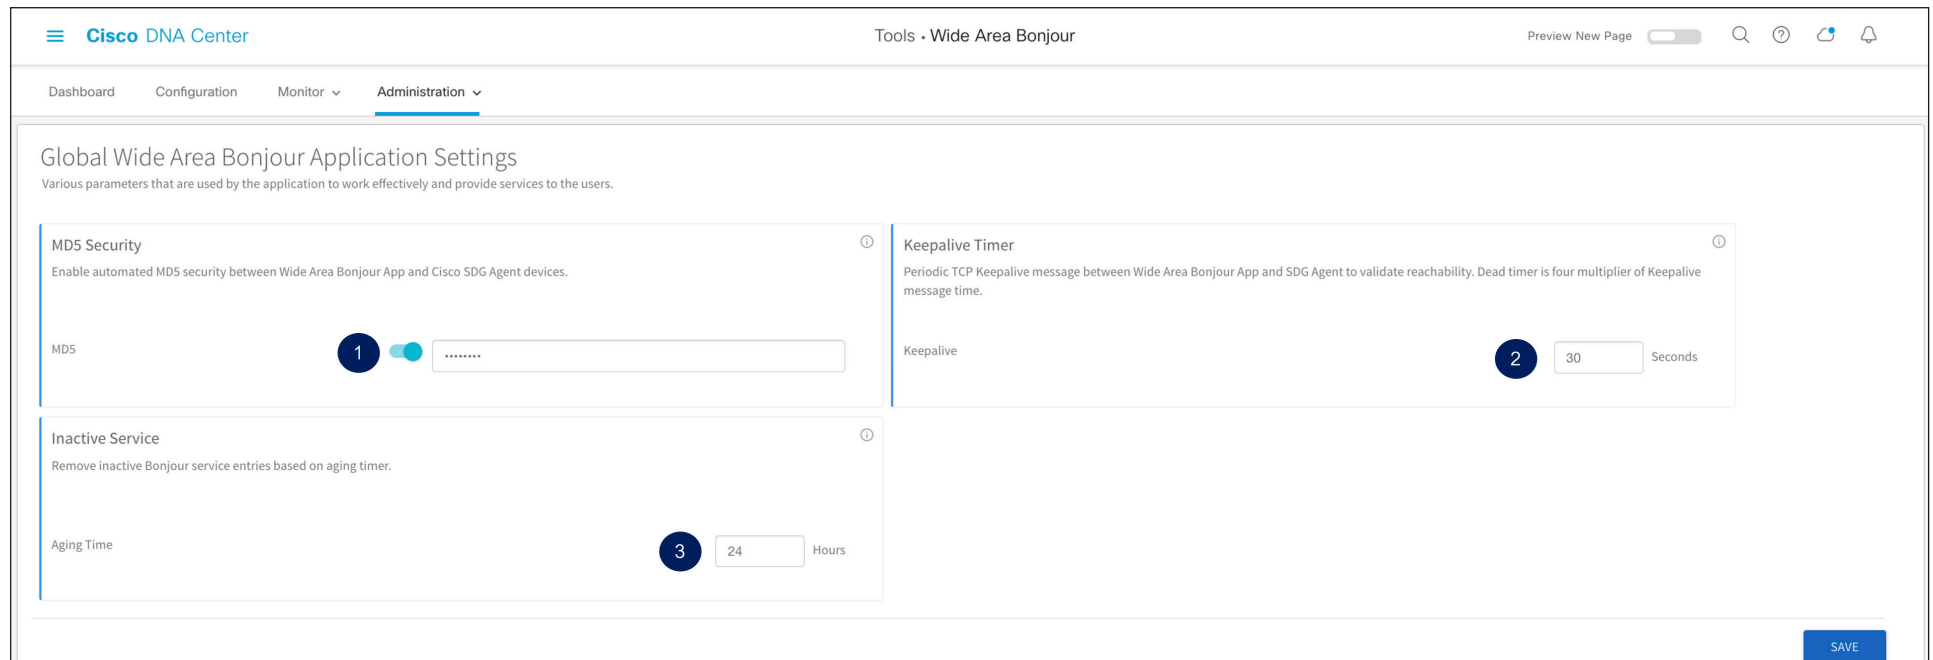 Cisco DNA Center
Tools • Wide Area Bonjour
Preview New Page
Dashboard Configuration Monitor Administration
Global Wide Area Bonjour Application Settings
Various parameters that are used by the application to work effectively and provide services to the users.
MD5 Security
Enable automated MD5 security between Wide Area Bonjour App and Cisco SDG Agent devices.
MD5
1
••••••••
Keepalive Timer
Periodic TCP Keepalive message between Wide Area Bonjour App and SDG Agent to validate reachability. Dead timer is four multiplier of Keepalive
message time.
Keepalive
2
30 Seconds
Inactive Service
Remove inactive Bonjour service entries based on aging timer.
Aging Time
3
24 Hours
SAVE